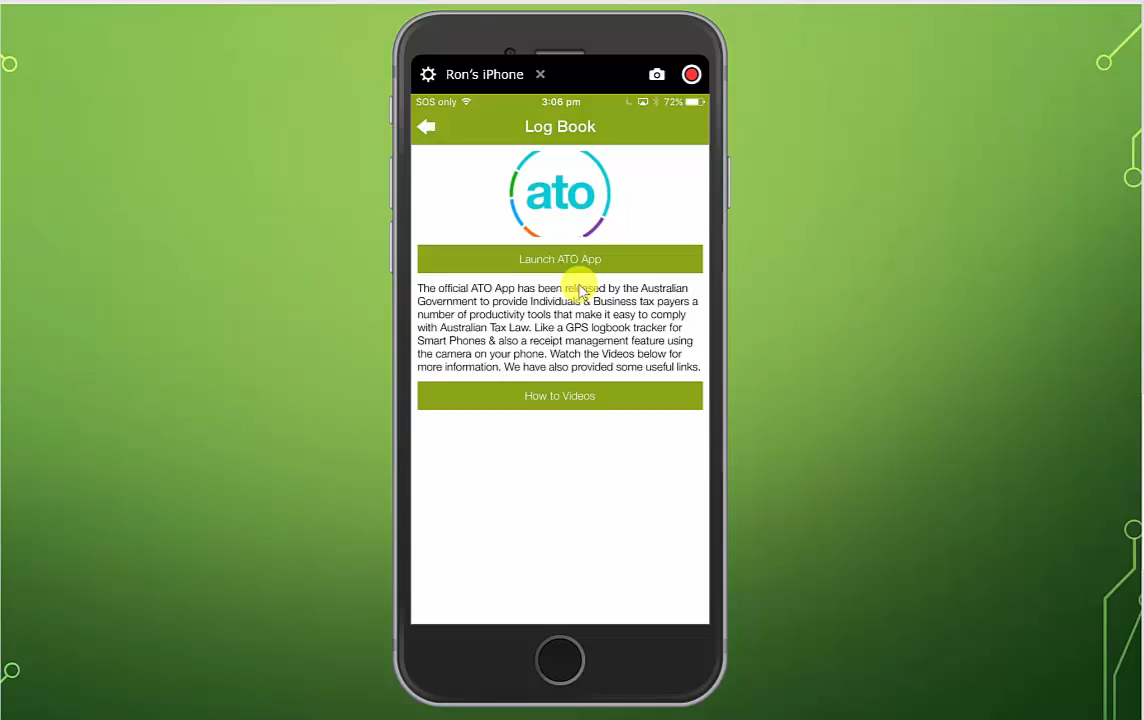 Ron's iPhone
SOS only 3:06 pm 72%
Log Book
ato
Launch ATO App
The official ATO App has been released by the Australian
Government to provide Individuals & Business tax payers a
number of productivity tools that make it easy to comply
with Australian Tax Law. Like a GPS logbook tracker for
Smart Phones & also a receipt management feature using
the camera on your phone. Watch the Videos below for
more information. We have also provided some useful links.
How to Videos